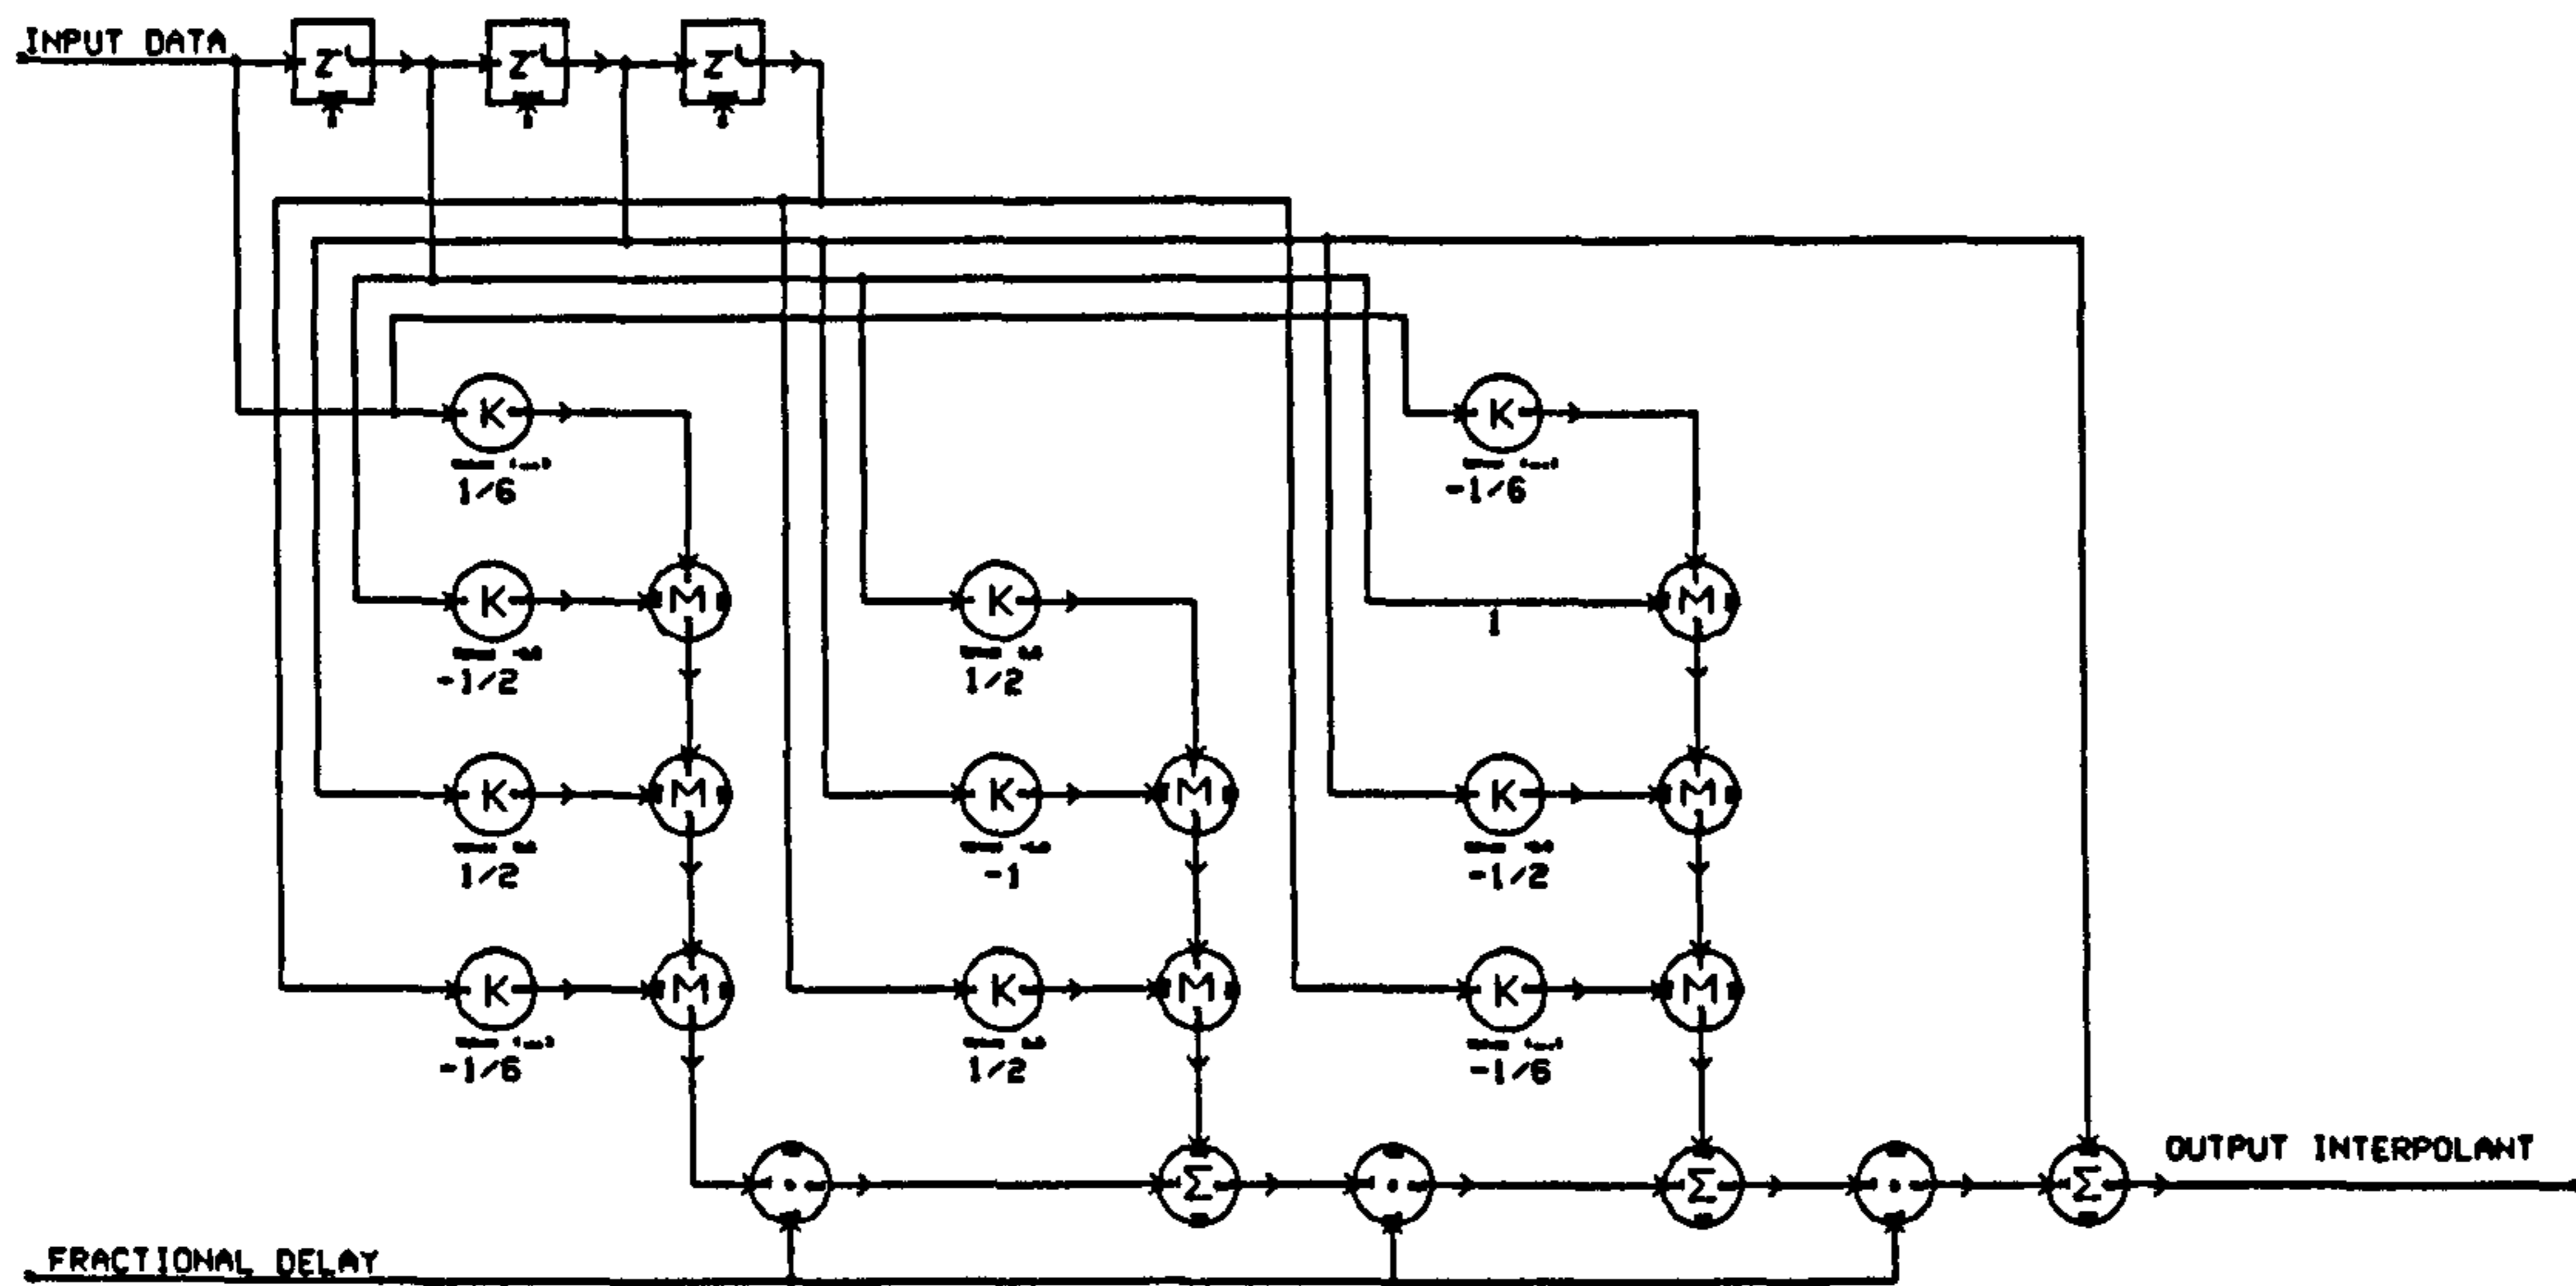 INPUT DATA
Z⁻¹ Z⁻¹ Z⁻¹
K K
1/6 -1/6
K M K M
-1/2 1/2 1
K M K M K M
1/2 -1 -1/2
K M K M K M
-1/6 1/2 -1/6
Σ Σ Σ OUTPUT INTERPOLANT
FRACTIONAL DELAY